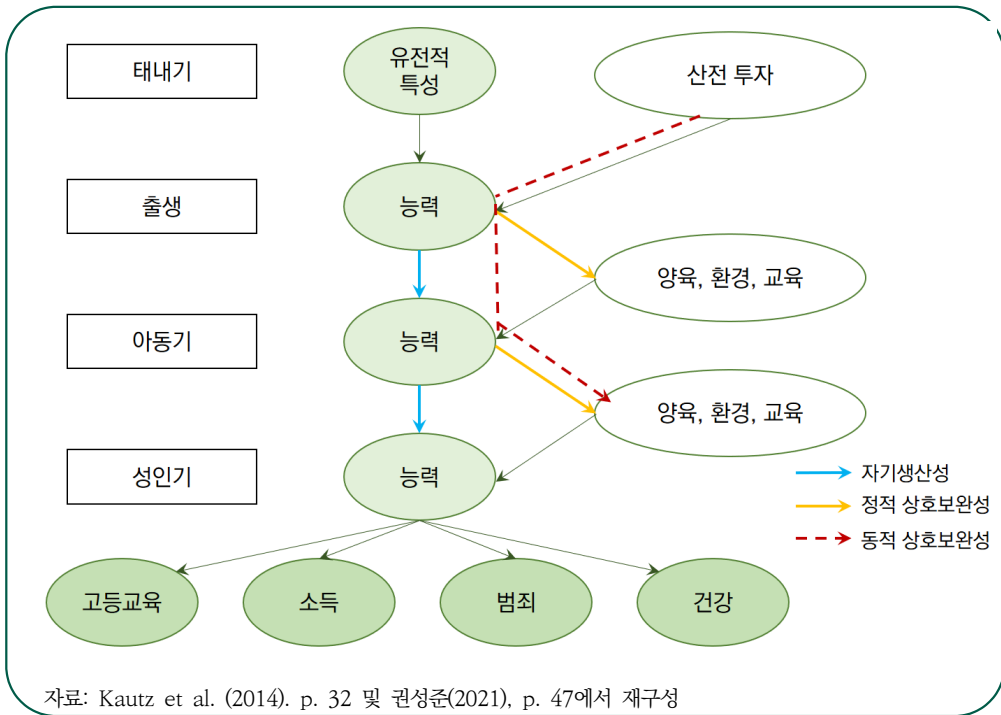 태내기
유전적
특성
산전 투자
출생
능력
양육, 환경, 교육
아동기
능력
양육, 환경, 교육
성인기
능력
자기생산성
정적 상호보완성
동적 상호보완성
고등교육
소득
범죄
건강
자료: Kautz et al. (2014). p. 32 및 권성준(2021), p. 47에서 재구성